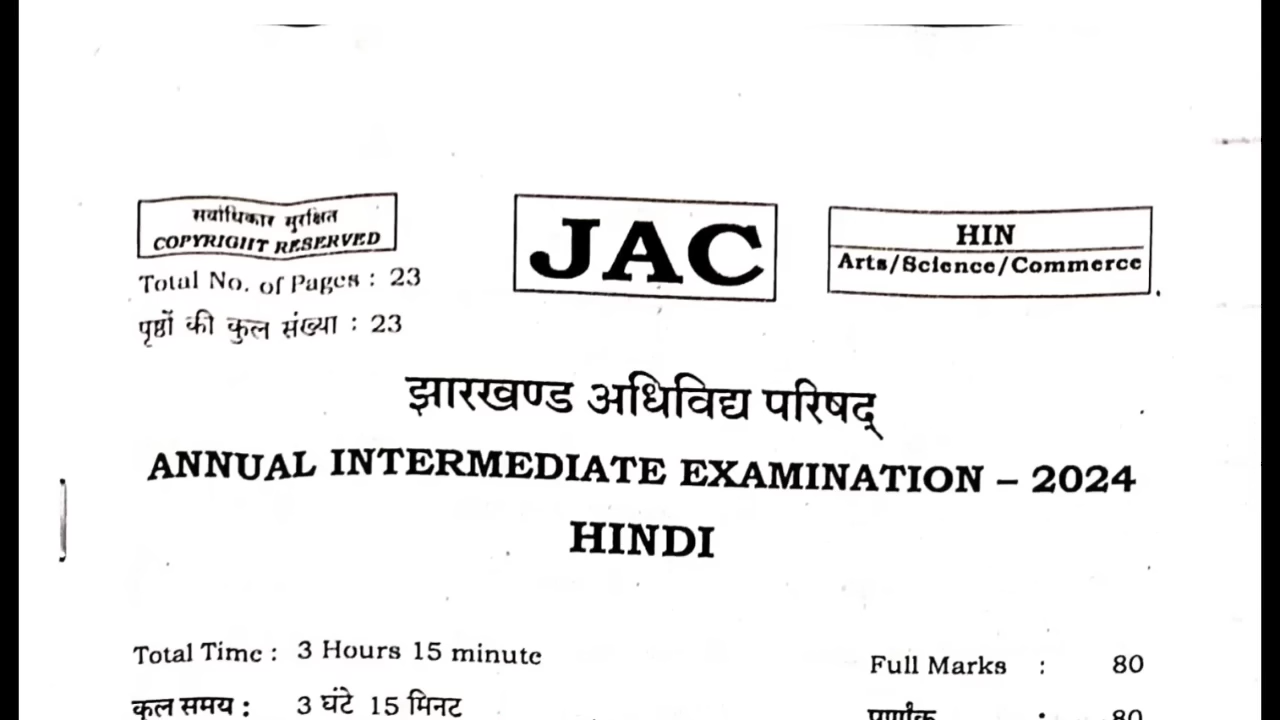 सर्वाधिकार सुरक्षित
COPYRIGHT RESERVED
JAC
HIN
Arts/Science/Commerce
Total No. of Pages : 23
पृष्ठों की कुल संख्या : 23
झारखण्ड अधिविद्य परिषद्
ANNUAL INTERMEDIATE EXAMINATION – 2024
HINDI
Total Time : 3 Hours 15 minute
Full Marks : 80
कुल समय : 3 घंटे 15 मिनट
पूर्णांक : 80